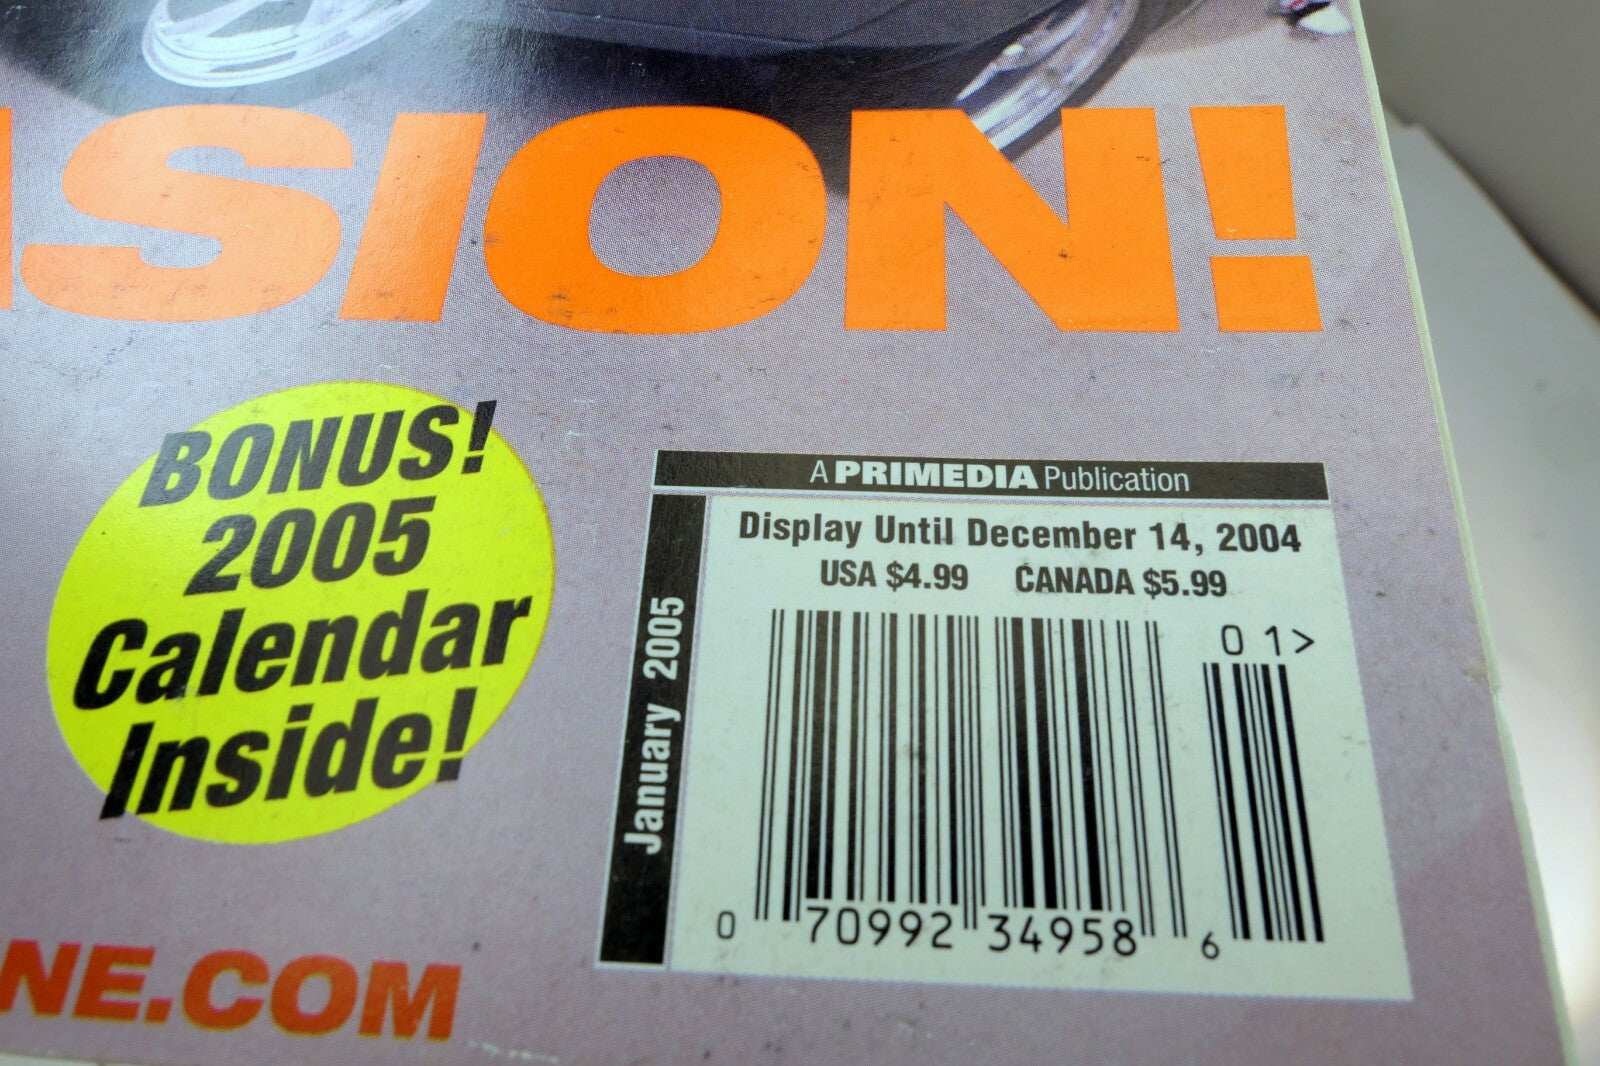 SION!
BONUS!
2005
Calendar
Inside!
A PRIMEDIA Publication
January 2005
Display Until December 14, 2004
USA $4.99 CANADA $5.99
01>
0 70992 34958 6
NE.COM